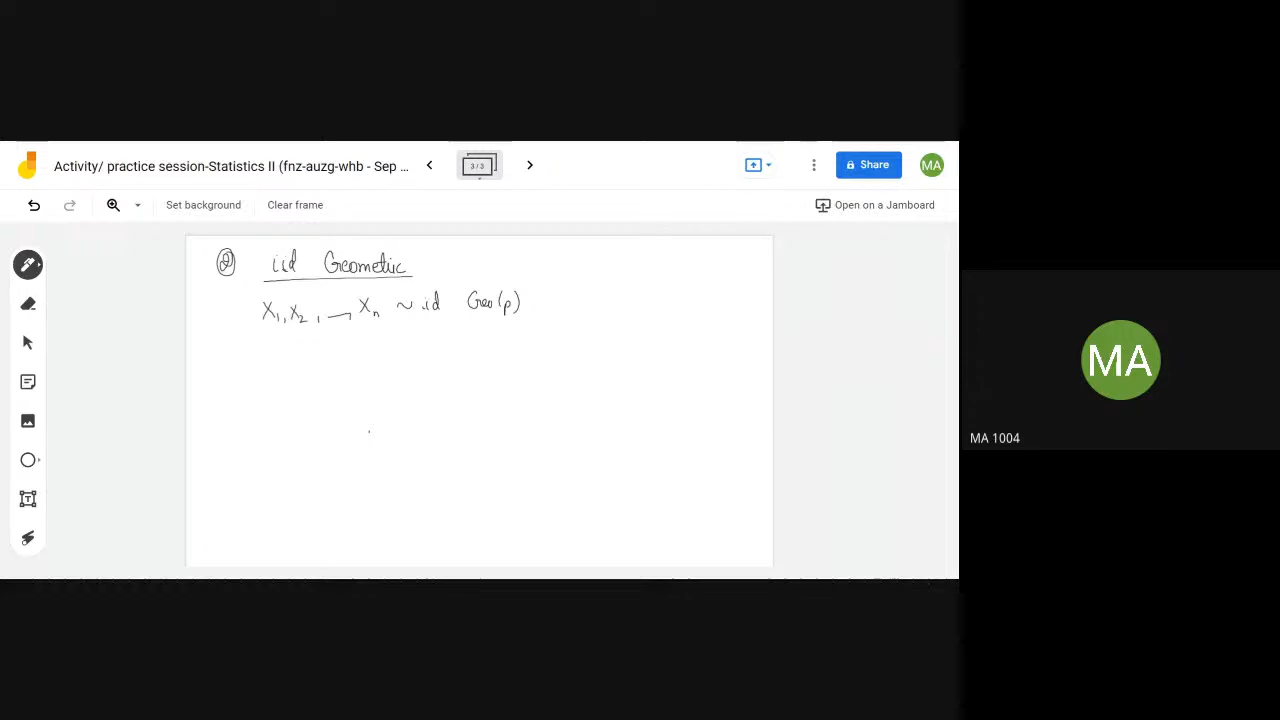 Activity/ practice session-Statistics II (fnz-auzg-whb - Sep ...
3 / 3
Share
MA
Set background
Clear frame
Open on a Jamboard
② iid Geometric
X₁, X₂, —, Xₙ ~ iid Geo(p)
MA
MA 1004